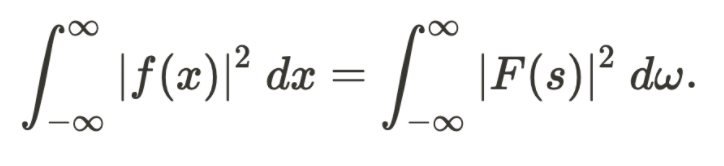 ∫_{-∞}^{∞} |f(x)|² dx = ∫_{-∞}^{∞} |F(s)|² dω.